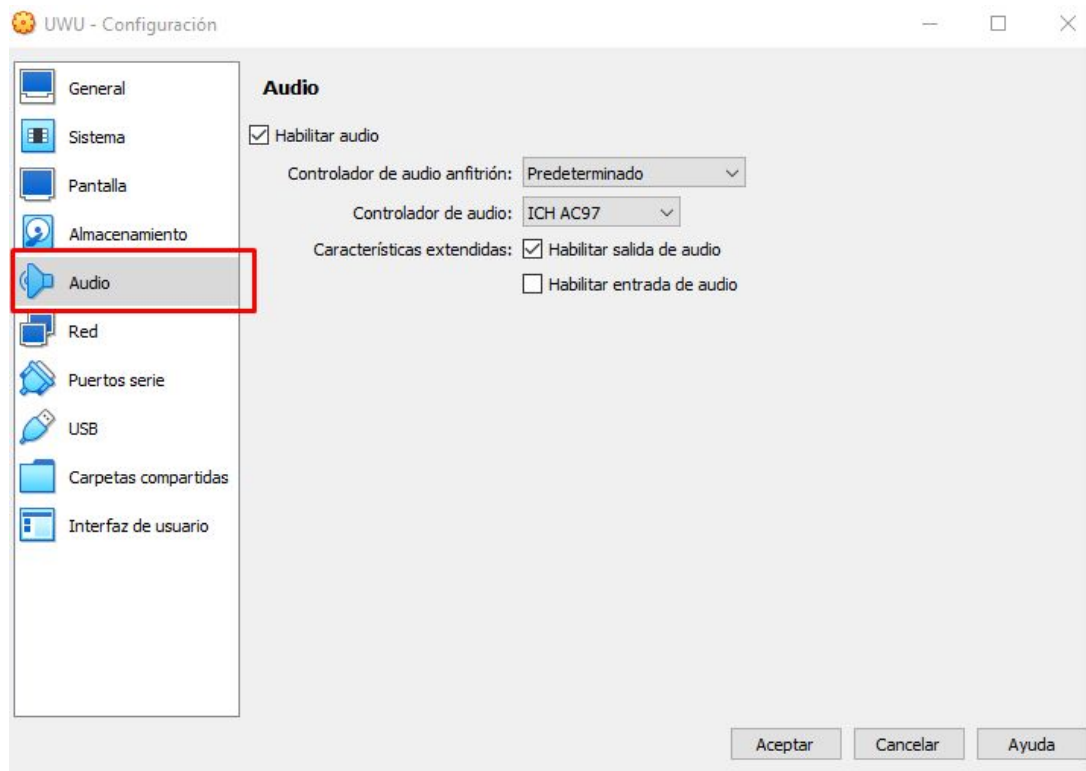 UWU - Configuración
General
Sistema
Pantalla
Almacenamiento
Audio
Red
Puertos serie
USB
Carpetas compartidas
Interfaz de usuario
Audio
Habilitar audio
Controlador de audio anfitrión: Predeterminado
Controlador de audio: ICH AC97
Características extendidas: Habilitar salida de audio
Habilitar entrada de audio
Aceptar Cancelar Ayuda